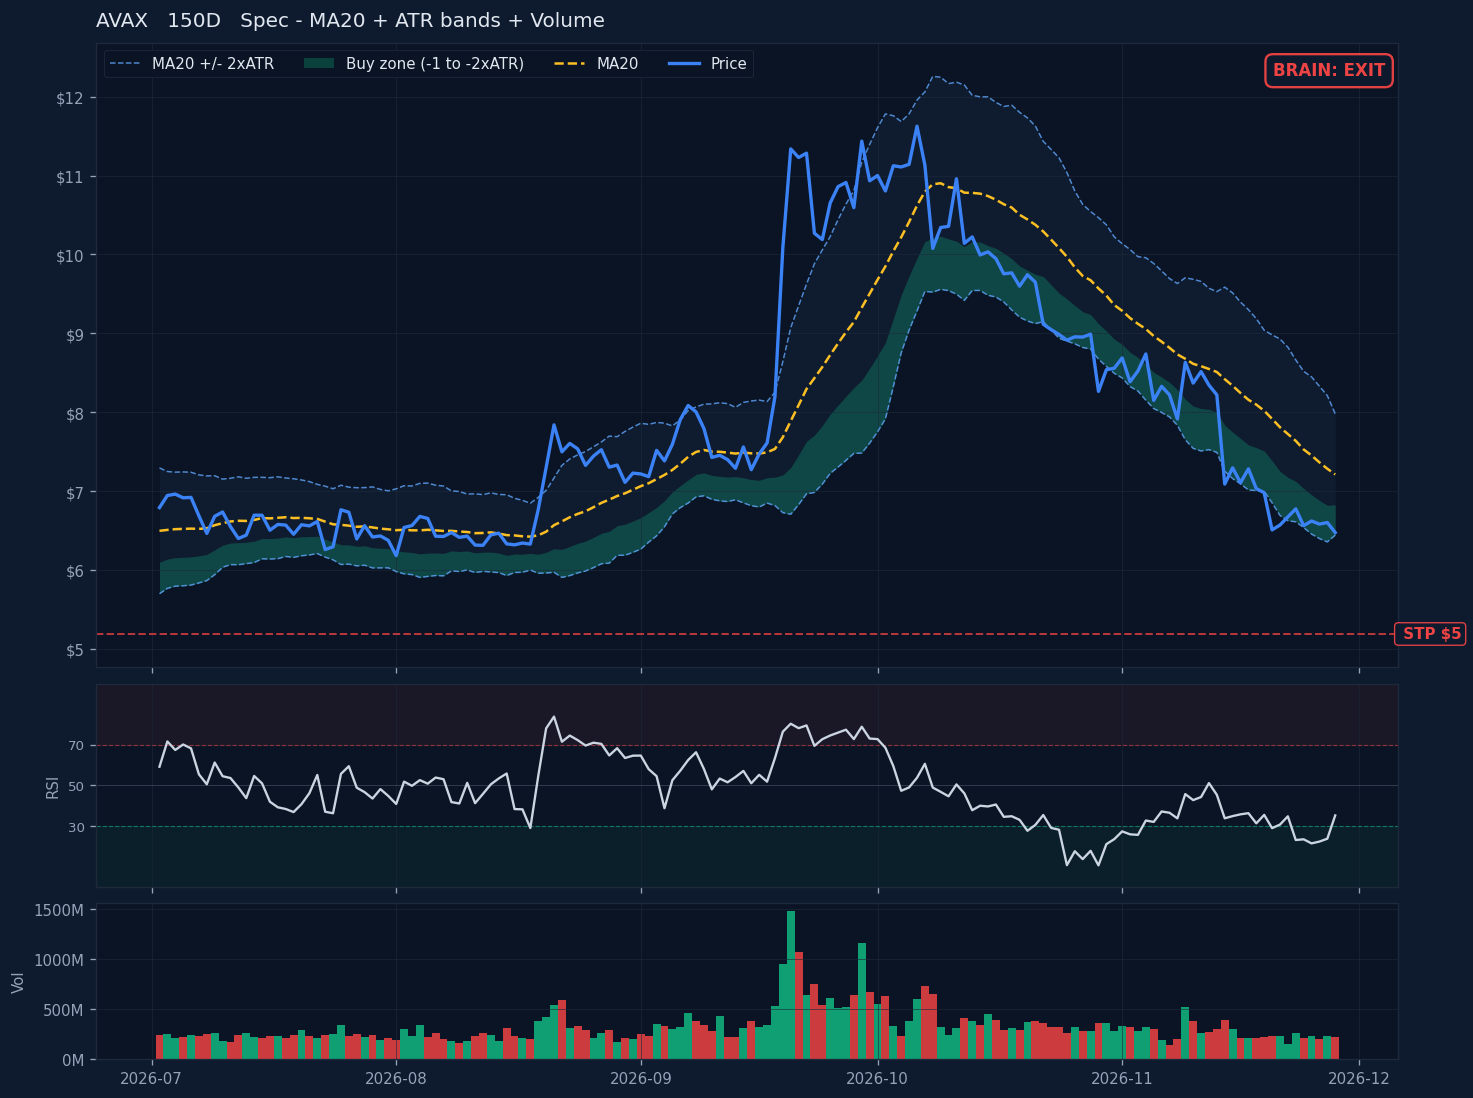 AVAX   150D   Spec - MA20 + ATR bands + Volume
MA20 +/- 2xATR
Buy zone (-1 to -2xATR)
MA20
Price
BRAIN: EXIT
$12
$11
$10
$9
$8
$7
$6
$5
STP $5
RSI
70
50
30
Vol
1500M
1000M
500M
0M
2026-07
2026-08
2026-09
2026-10
2026-11
2026-12